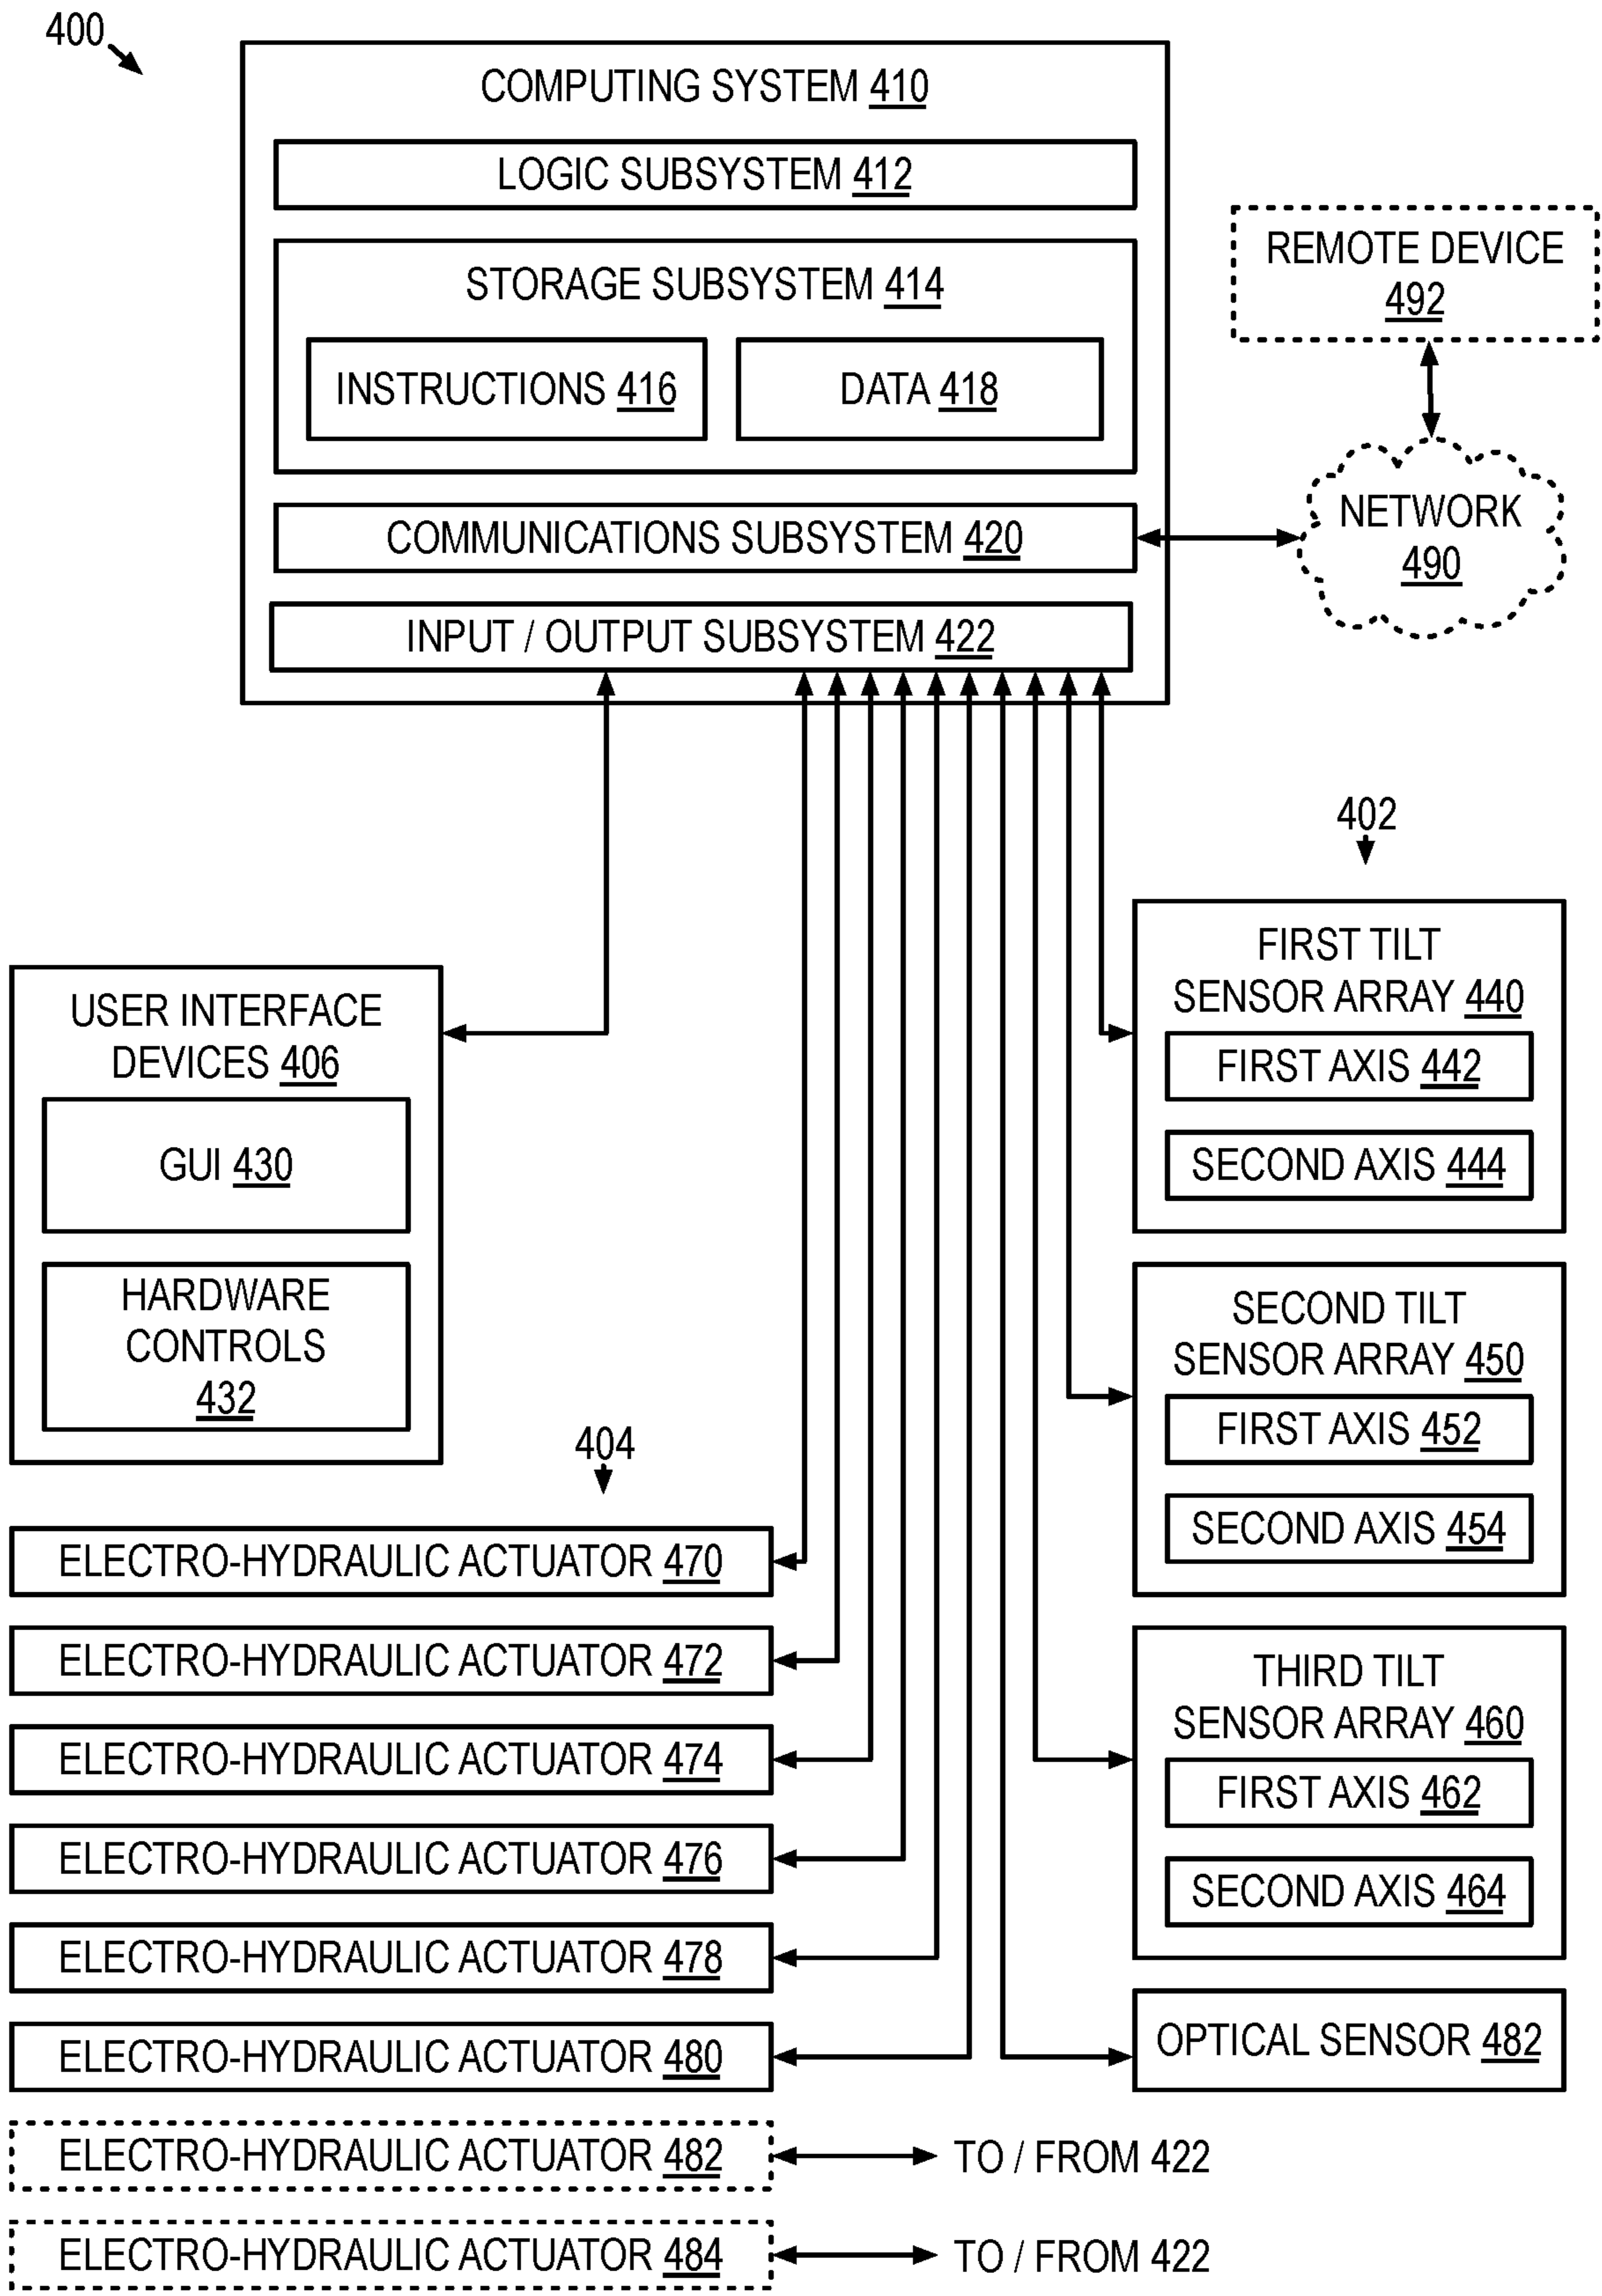 400
COMPUTING SYSTEM 410
LOGIC SUBSYSTEM 412
STORAGE SUBSYSTEM 414
INSTRUCTIONS 416
DATA 418
COMMUNICATIONS SUBSYSTEM 420
INPUT / OUTPUT SUBSYSTEM 422
REMOTE DEVICE
492
NETWORK
490
402
FIRST TILT
SENSOR ARRAY 440
FIRST AXIS 442
SECOND AXIS 444
SECOND TILT
SENSOR ARRAY 450
FIRST AXIS 452
SECOND AXIS 454
THIRD TILT
SENSOR ARRAY 460
FIRST AXIS 462
SECOND AXIS 464
OPTICAL SENSOR 482
USER INTERFACE
DEVICES 406
GUI 430
HARDWARE
CONTROLS
432
404
ELECTRO-HYDRAULIC ACTUATOR 470
ELECTRO-HYDRAULIC ACTUATOR 472
ELECTRO-HYDRAULIC ACTUATOR 474
ELECTRO-HYDRAULIC ACTUATOR 476
ELECTRO-HYDRAULIC ACTUATOR 478
ELECTRO-HYDRAULIC ACTUATOR 480
ELECTRO-HYDRAULIC ACTUATOR 482
TO / FROM 422
ELECTRO-HYDRAULIC ACTUATOR 484
TO / FROM 422